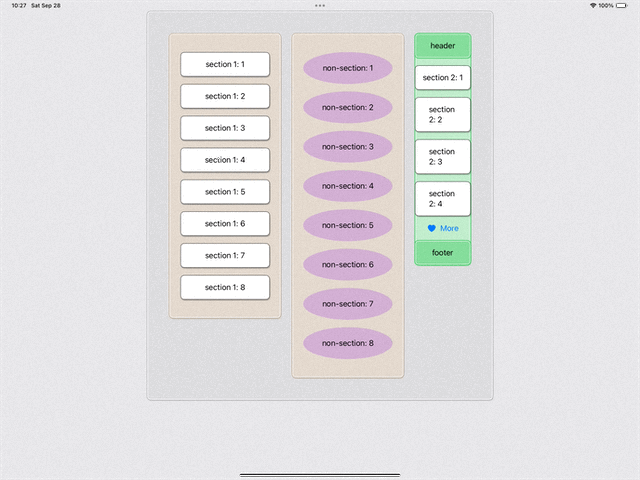 10:27 Sat Sep 28
100%
section 1: 1
section 1: 2
section 1: 3
section 1: 4
section 1: 5
section 1: 6
section 1: 7
section 1: 8
non-section: 1
non-section: 2
non-section: 3
non-section: 4
non-section: 5
non-section: 6
non-section: 7
non-section: 8
header
section 2: 1
section
2: 2
section
2: 3
section
2: 4
More
footer